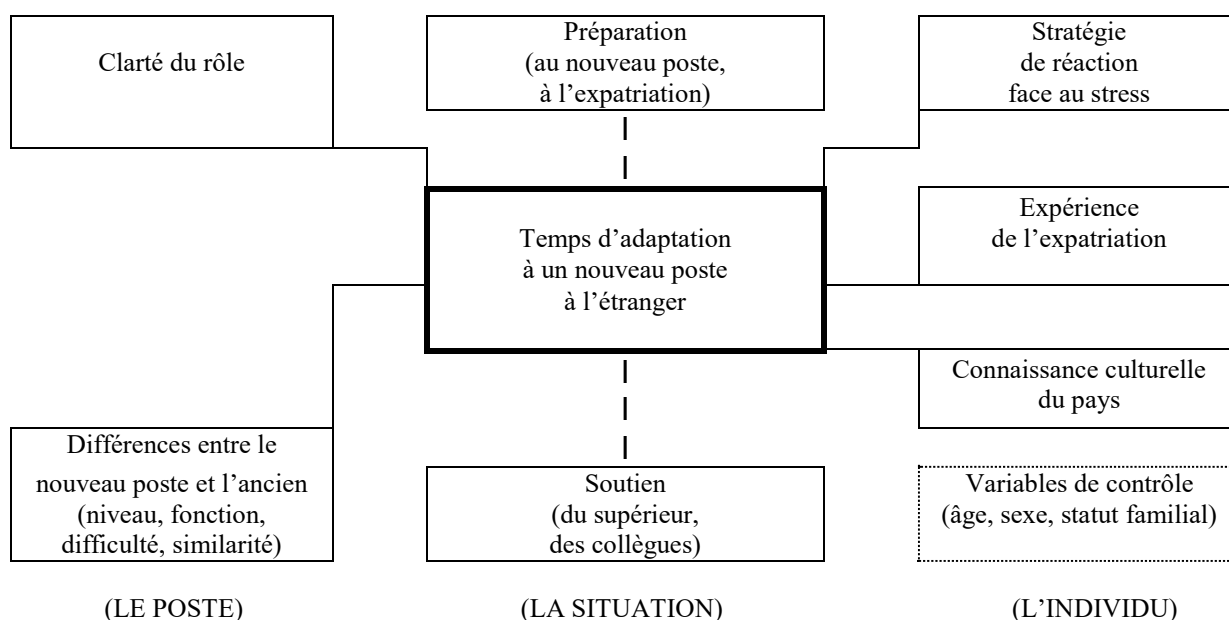 Clarté du rôle
Préparation
(au nouveau poste,
à l’expatriation)
Stratégie
de réaction
face au stress
Temps d’adaptation
à un nouveau poste
à l’étranger
Expérience
de l’expatriation
Connaissance culturelle
du pays
Différences entre le
nouveau poste et l’ancien
(niveau, fonction,
difficulté, similarité)
Soutien
(du supérieur,
des collègues)
Variables de contrôle
(âge, sexe, statut familial)
(LE POSTE)
(LA SITUATION)
(L’INDIVIDU)